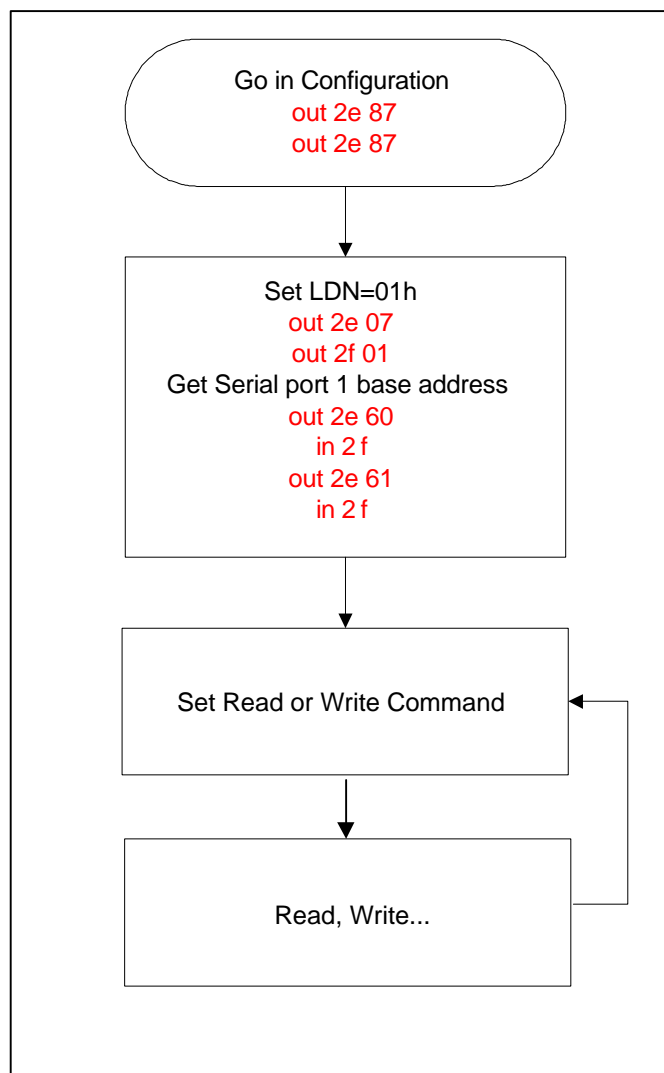 Go in Configuration
out 2e 87
out 2e 87
Set LDN=01h
out 2e 07
out 2f 01
Get Serial port 1 base address
out 2e 60
in 2 f
out 2e 61
in 2 f
Set Read or Write Command
Read, Write...